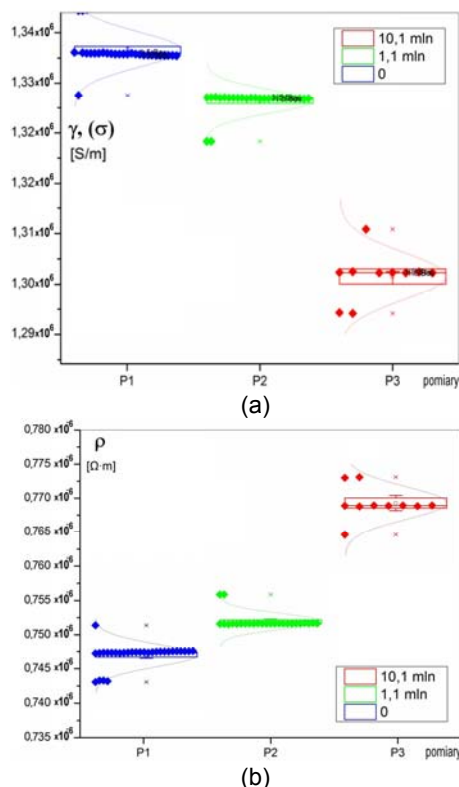 1,34x10⁶
1,33x10⁶
1,32x10⁶
1,31x10⁶
1,30x10⁶
1,29x10⁶
γ, (σ)
[S/m]
10,1 mln
1,1 mln
0
P1 P2 P3 pomiary
(a)
0,780 x10⁶
0,775 x10⁶
0,770 x10⁶
0,765 x10⁶
0,760 x10⁶
0,755 x10⁶
0,750 x10⁶
0,745 x10⁶
0,740 x10⁶
0,735 x10⁶
ρ
[Ω·m]
10,1 mln
1,1 mln
0
P1 P2 P3 pomiary
(b)